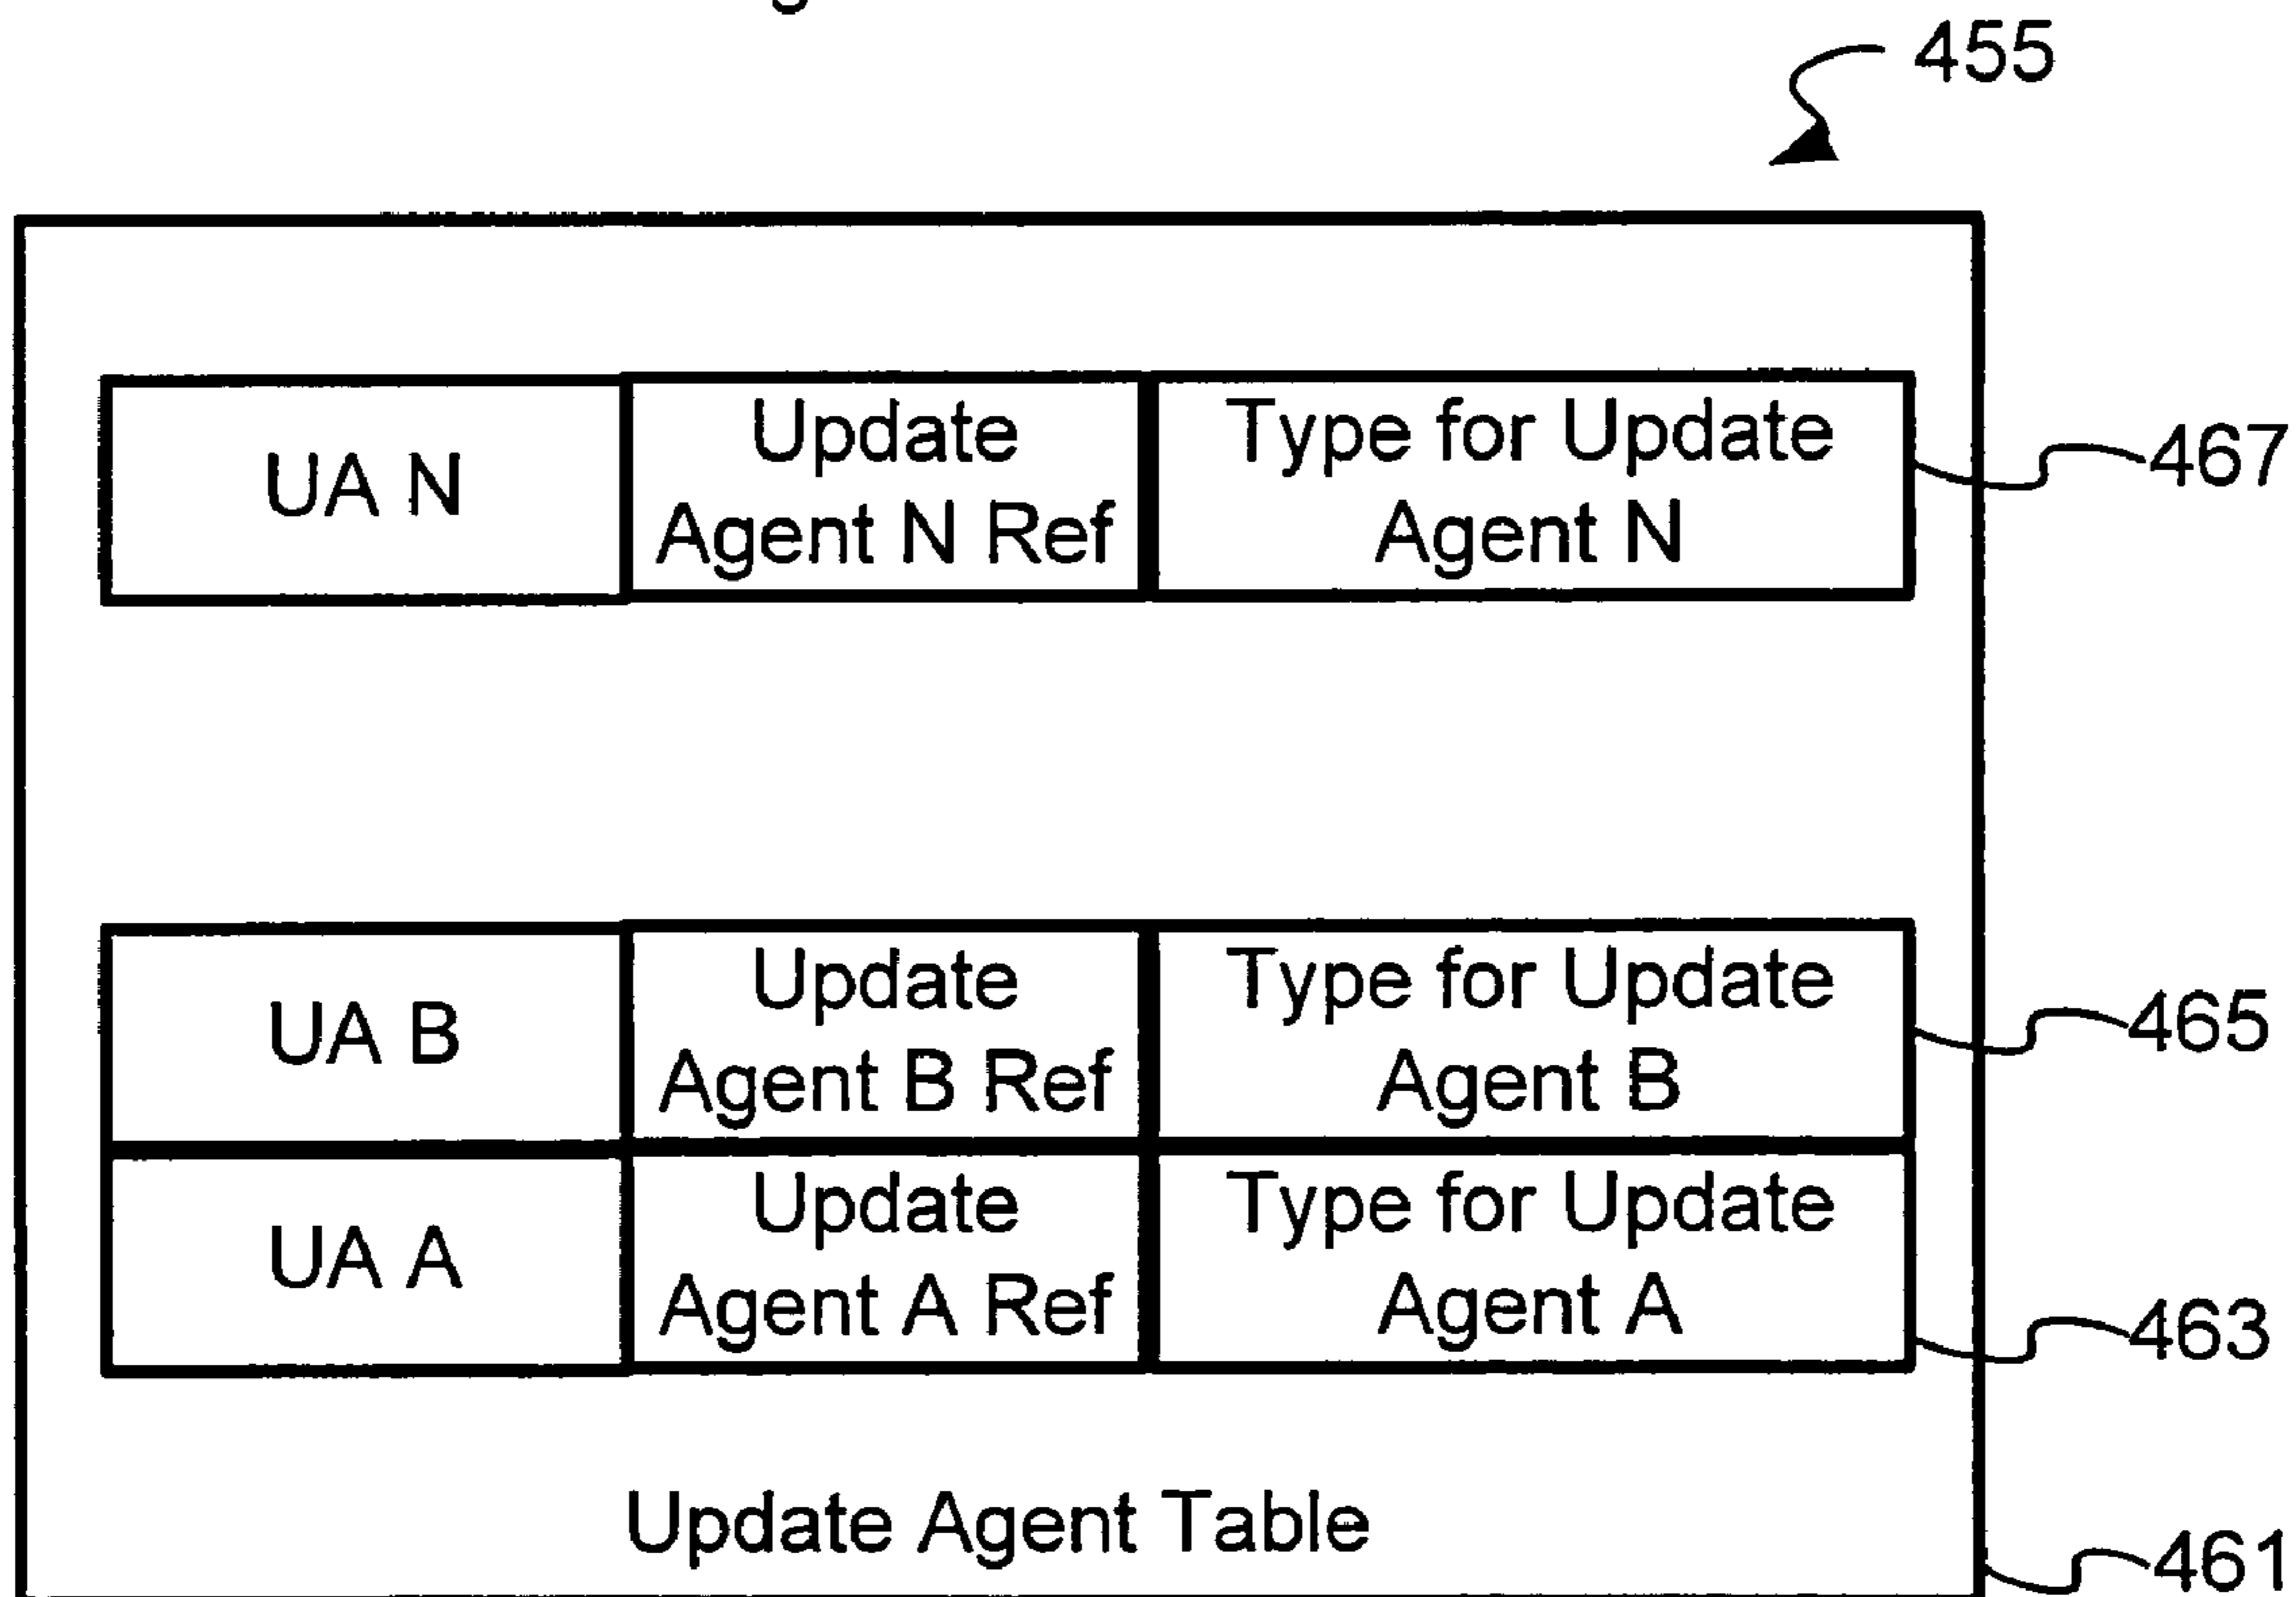 455
UA N
Update
Agent N Ref
Type for Update
Agent N
467
UA B
Update
Agent B Ref
Type for Update
Agent B
465
UA A
Update
Agent A Ref
Type for Update
Agent A
463
Update Agent Table
461